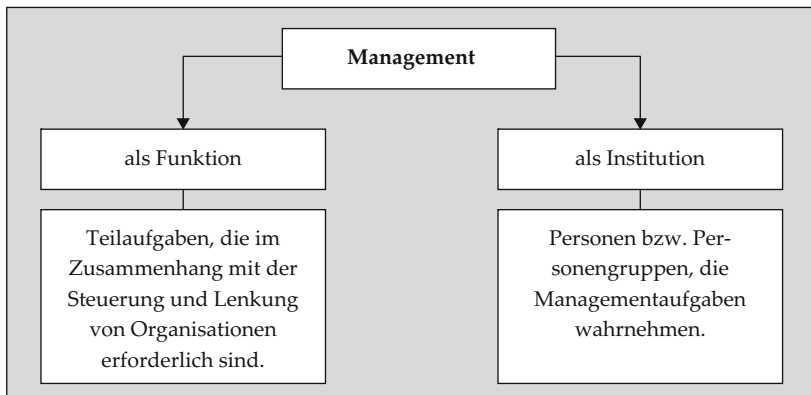 Management
als Funktion
als Institution
Teilaufgaben, die im
Zusammenhang mit der
Steuerung und Lenkung
von Organisationen
erforderlich sind.
Personen bzw. Per-
sonengruppen, die
Managementaufgaben
wahrnehmen.